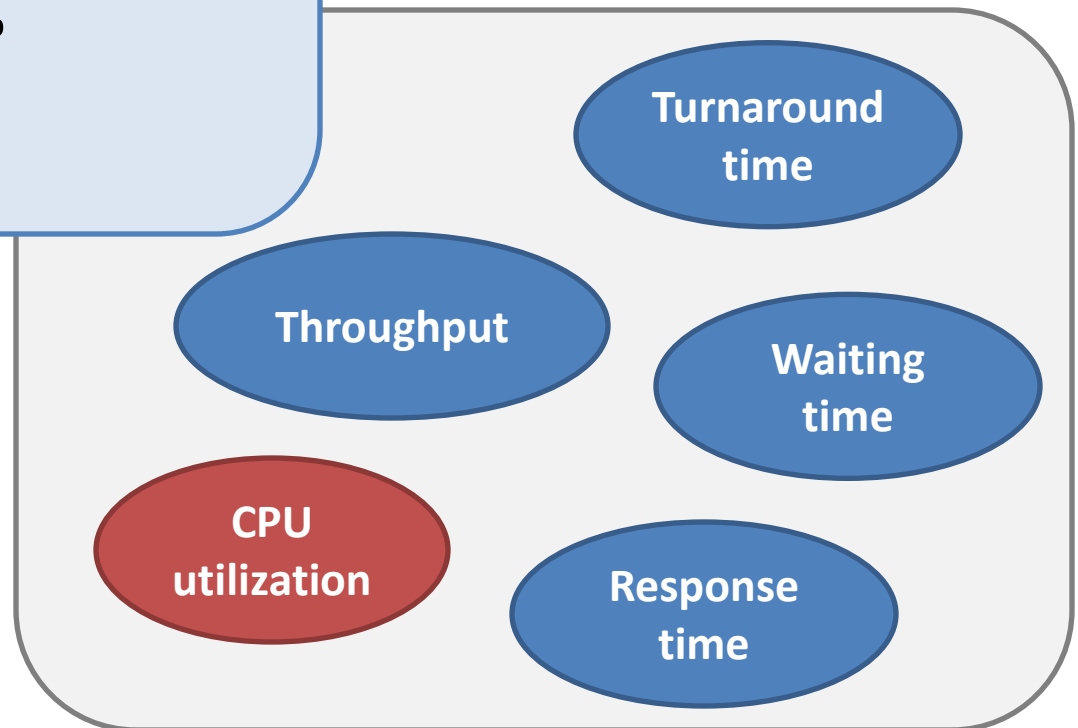 Turnaround
time
Throughput
Waiting
time
CPU
utilization
Response
time